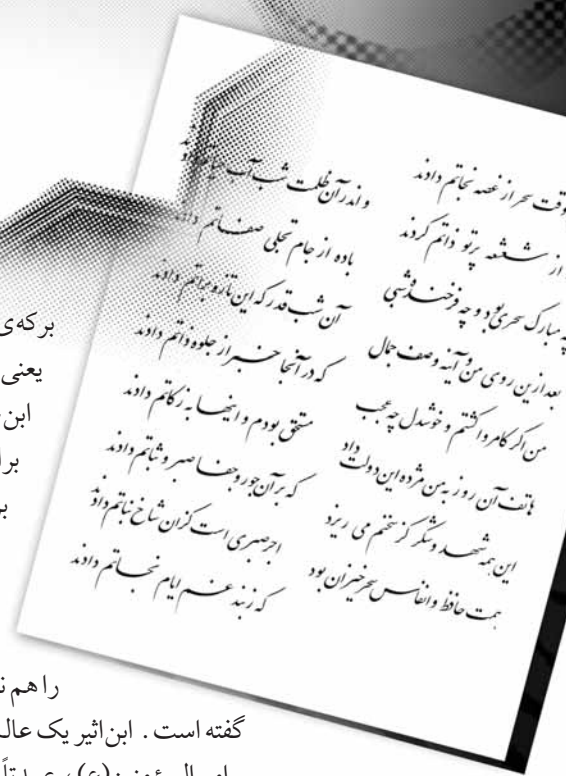 وقت سحر از غصه نجاتم دادند
واندر آن ظلمت شب آب حیاتم دادند
از شعشعه پرتو ذاتم کردند
باده از جام تجلی صفاتم دادند
چه مبارک سحری بود و چه فرخنده شبی
آن شب قدر که این تازه براتم دادند
بعد ازین روی من و آینه وصف جمال
که در آنجا خبر از جلوه ذاتم دادند
من اگر کامروا گشتم و خوشدل چه عجب
مستحق بودم و اینها به زکاتم دادند
هاتف آن روز به من مژده این دولت داد
که بر آن جور و جفا صبر و ثباتم دادند
این همه شهد و شکر کز سخنم می ریزد
اجر صبری است کزان شاخ نباتم دادند
همت حافظ و انفاس سحر خیزان بود
که ز بند غم ایام نجاتم دادند
برکه‌ی
یعنی
ابن
را هم
گفته است. ابن‌اثیر یک